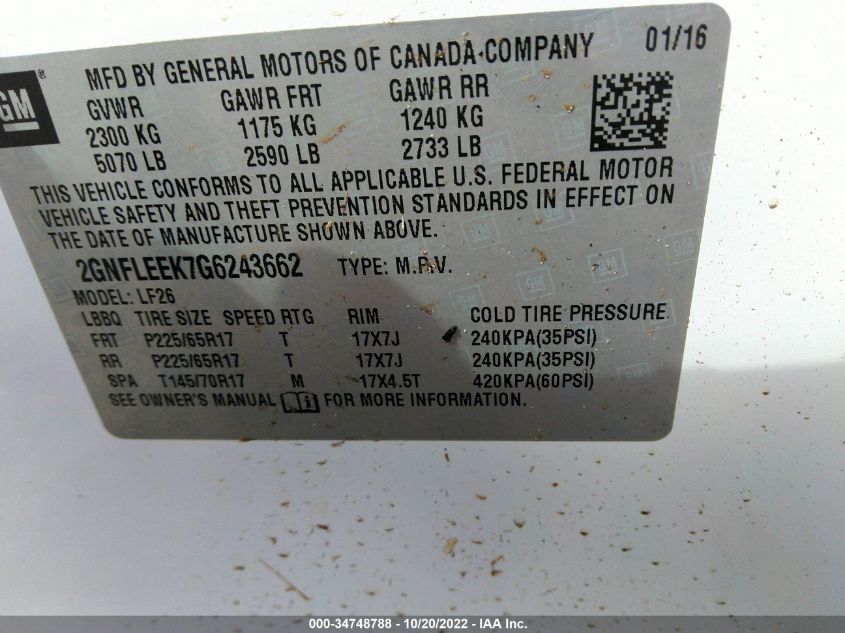 GM ®
MFD BY GENERAL MOTORS OF CANADA COMPANY 01/16
GVWR GAWR FRT GAWR RR
2300 KG 1175 KG 1240 KG
5070 LB 2590 LB 2733 LB
THIS VEHICLE CONFORMS TO ALL APPLICABLE U.S. FEDERAL MOTOR
VEHICLE SAFETY AND THEFT PREVENTION STANDARDS IN EFFECT ON
THE DATE OF MANUFACTURE SHOWN ABOVE.
2GNFLEEK7G6243662 TYPE: M.P.V.
MODEL: LF26
LBBQ TIRE SIZE SPEED RTG RIM COLD TIRE PRESSURE
FRT P225/65R17 T 17X7J 240KPA(35PSI)
RR P225/65R17 T 17X7J 240KPA(35PSI)
SPA T145/70R17 M 17X4.5T 420KPA(60PSI)
SEE OWNER'S MANUAL FOR MORE INFORMATION.
000-34748788 - 10/20/2022 - IAA Inc.